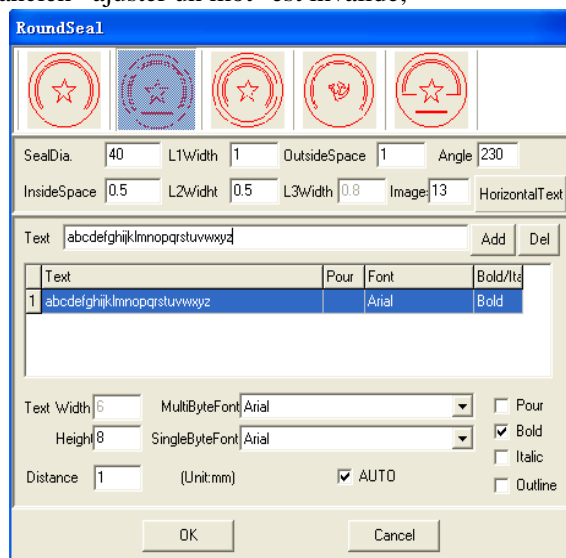 RoundSeal
SealDia. 40 L1Width 1 OutsideSpace 1 Angle 230
InsideSpace 0.5 L2Widht 0.5 L3Width 0.8 Image: 13 HorizontalText
Text abcdefghijklmnopqrstuvwxyz Add Del
Text Pour Font Bold/Ita
1 abcdefghijklmnopqrstuvwxyz Arial Bold
Text Width 6 MultiByteFont Arial Pour
Height 8 SingleByteFont Arial Bold
Italic
Distance 1 (Unit:mm) AUTO
Outline
OK Cancel